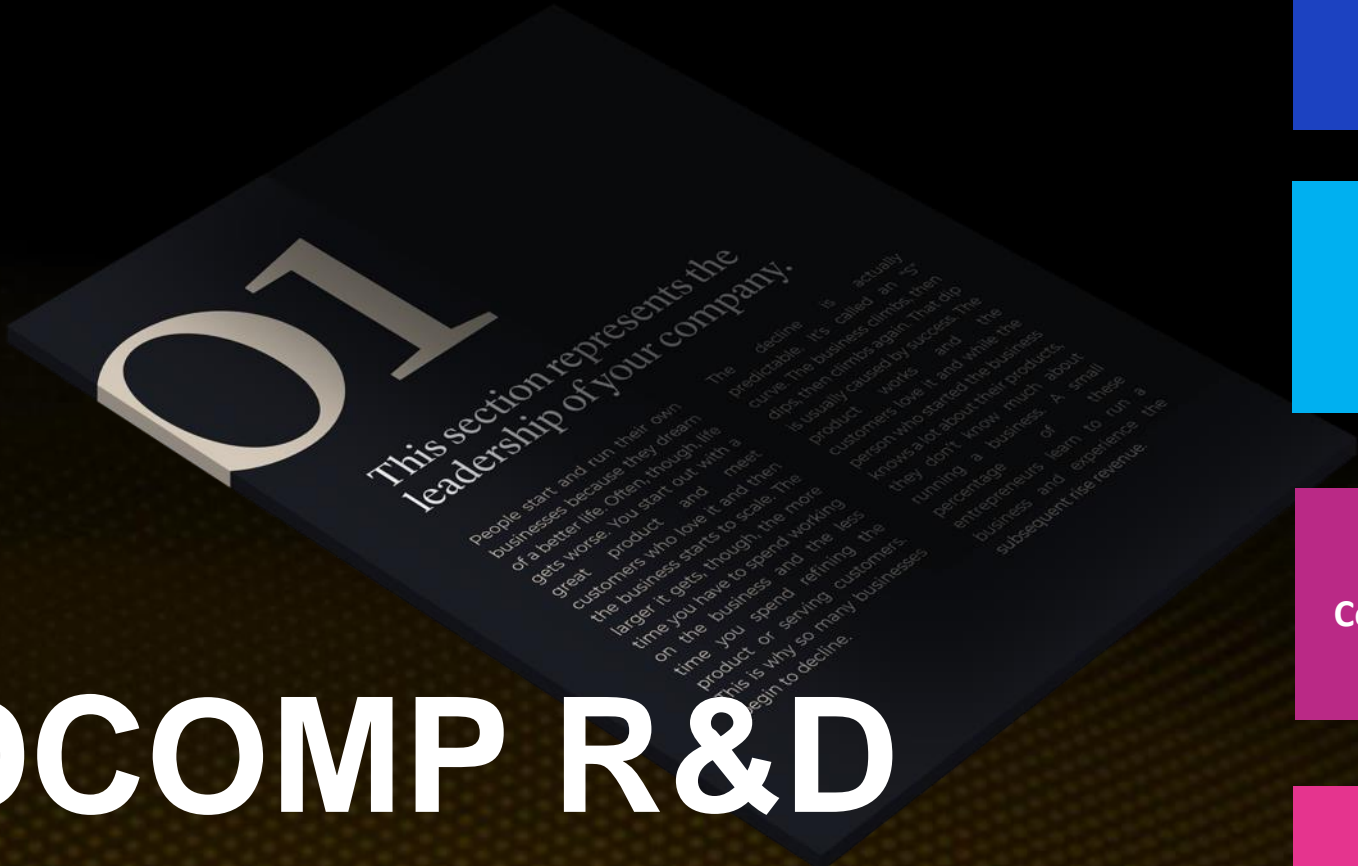 01
This section represents the
leadership of your company.
People start and run their own
businesses because they dream
of a better life. Often, though, life
gets worse. You start out with a
great product and meet
customers who love it and then
the business starts to scale. The
larger it gets, though, the more
time you have to spend working
on the business and the less
time you spend refining the
product or serving customers.
This is why so many businesses
begin to decline.
The decline is actually
predictable. It's called an "S"
curve. The business climbs, then
dips, then climbs again. That dip
is usually caused by success. The
product works and the
customers love it and while the
person who started the business
knows a lot about their products,
they don't know much about
running a business. A small
percentage of these
entrepreneurs learn to run a
business and experience the
subsequent rise revenue.
OCOMP R&D